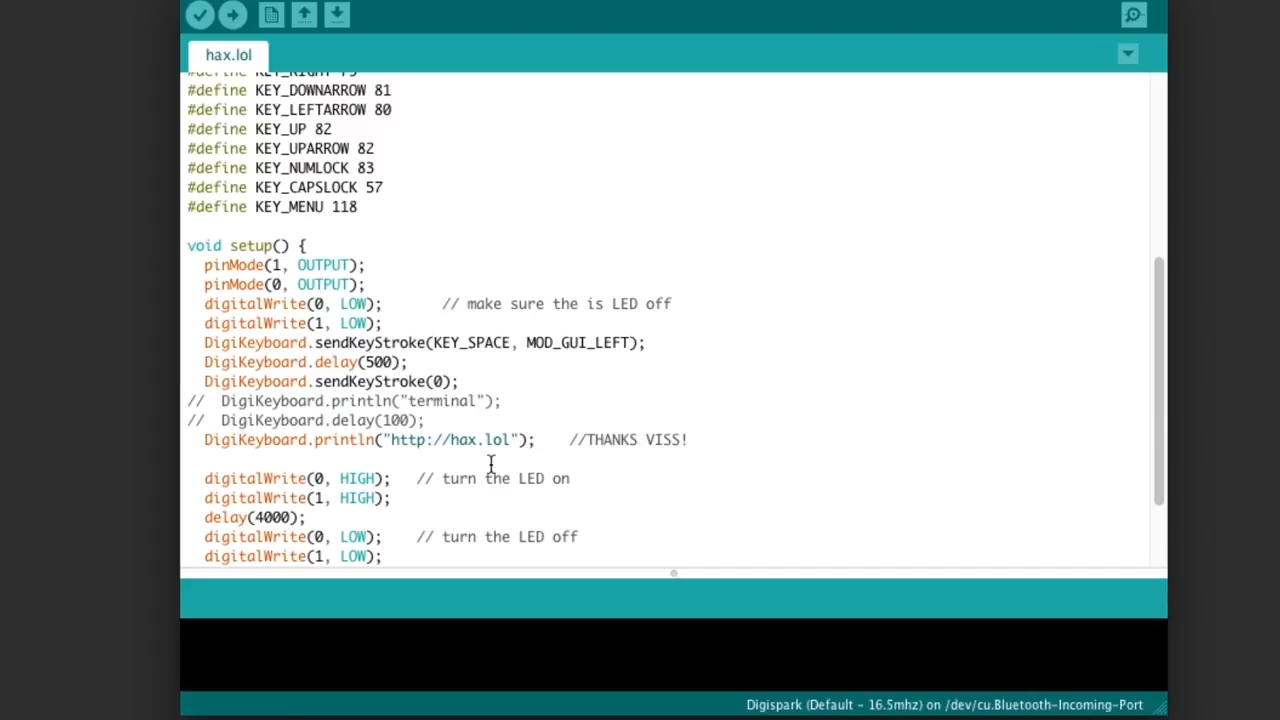 hax.lol
#define KEY_RIGHT 79
#define KEY_DOWNARROW 81
#define KEY_LEFTARROW 80
#define KEY_UP 82
#define KEY_UPARROW 82
#define KEY_NUMLOCK 83
#define KEY_CAPSLOCK 57
#define KEY_MENU 118
void setup() {
pinMode(1, OUTPUT);
pinMode(0, OUTPUT);
digitalWrite(0, LOW); // make sure the is LED off
digitalWrite(1, LOW);
DigiKeyboard.sendKeyStroke(KEY_SPACE, MOD_GUI_LEFT);
DigiKeyboard.delay(500);
DigiKeyboard.sendKeyStroke(0);
// DigiKeyboard.println("terminal");
// DigiKeyboard.delay(100);
DigiKeyboard.println("http://hax.lol"); //THANKS VISS!
digitalWrite(0, HIGH); // turn the LED on
digitalWrite(1, HIGH);
delay(4000);
digitalWrite(0, LOW); // turn the LED off
digitalWrite(1, LOW);
Digispark (Default - 16.5mhz) on /dev/cu.Bluetooth-Incoming-Port